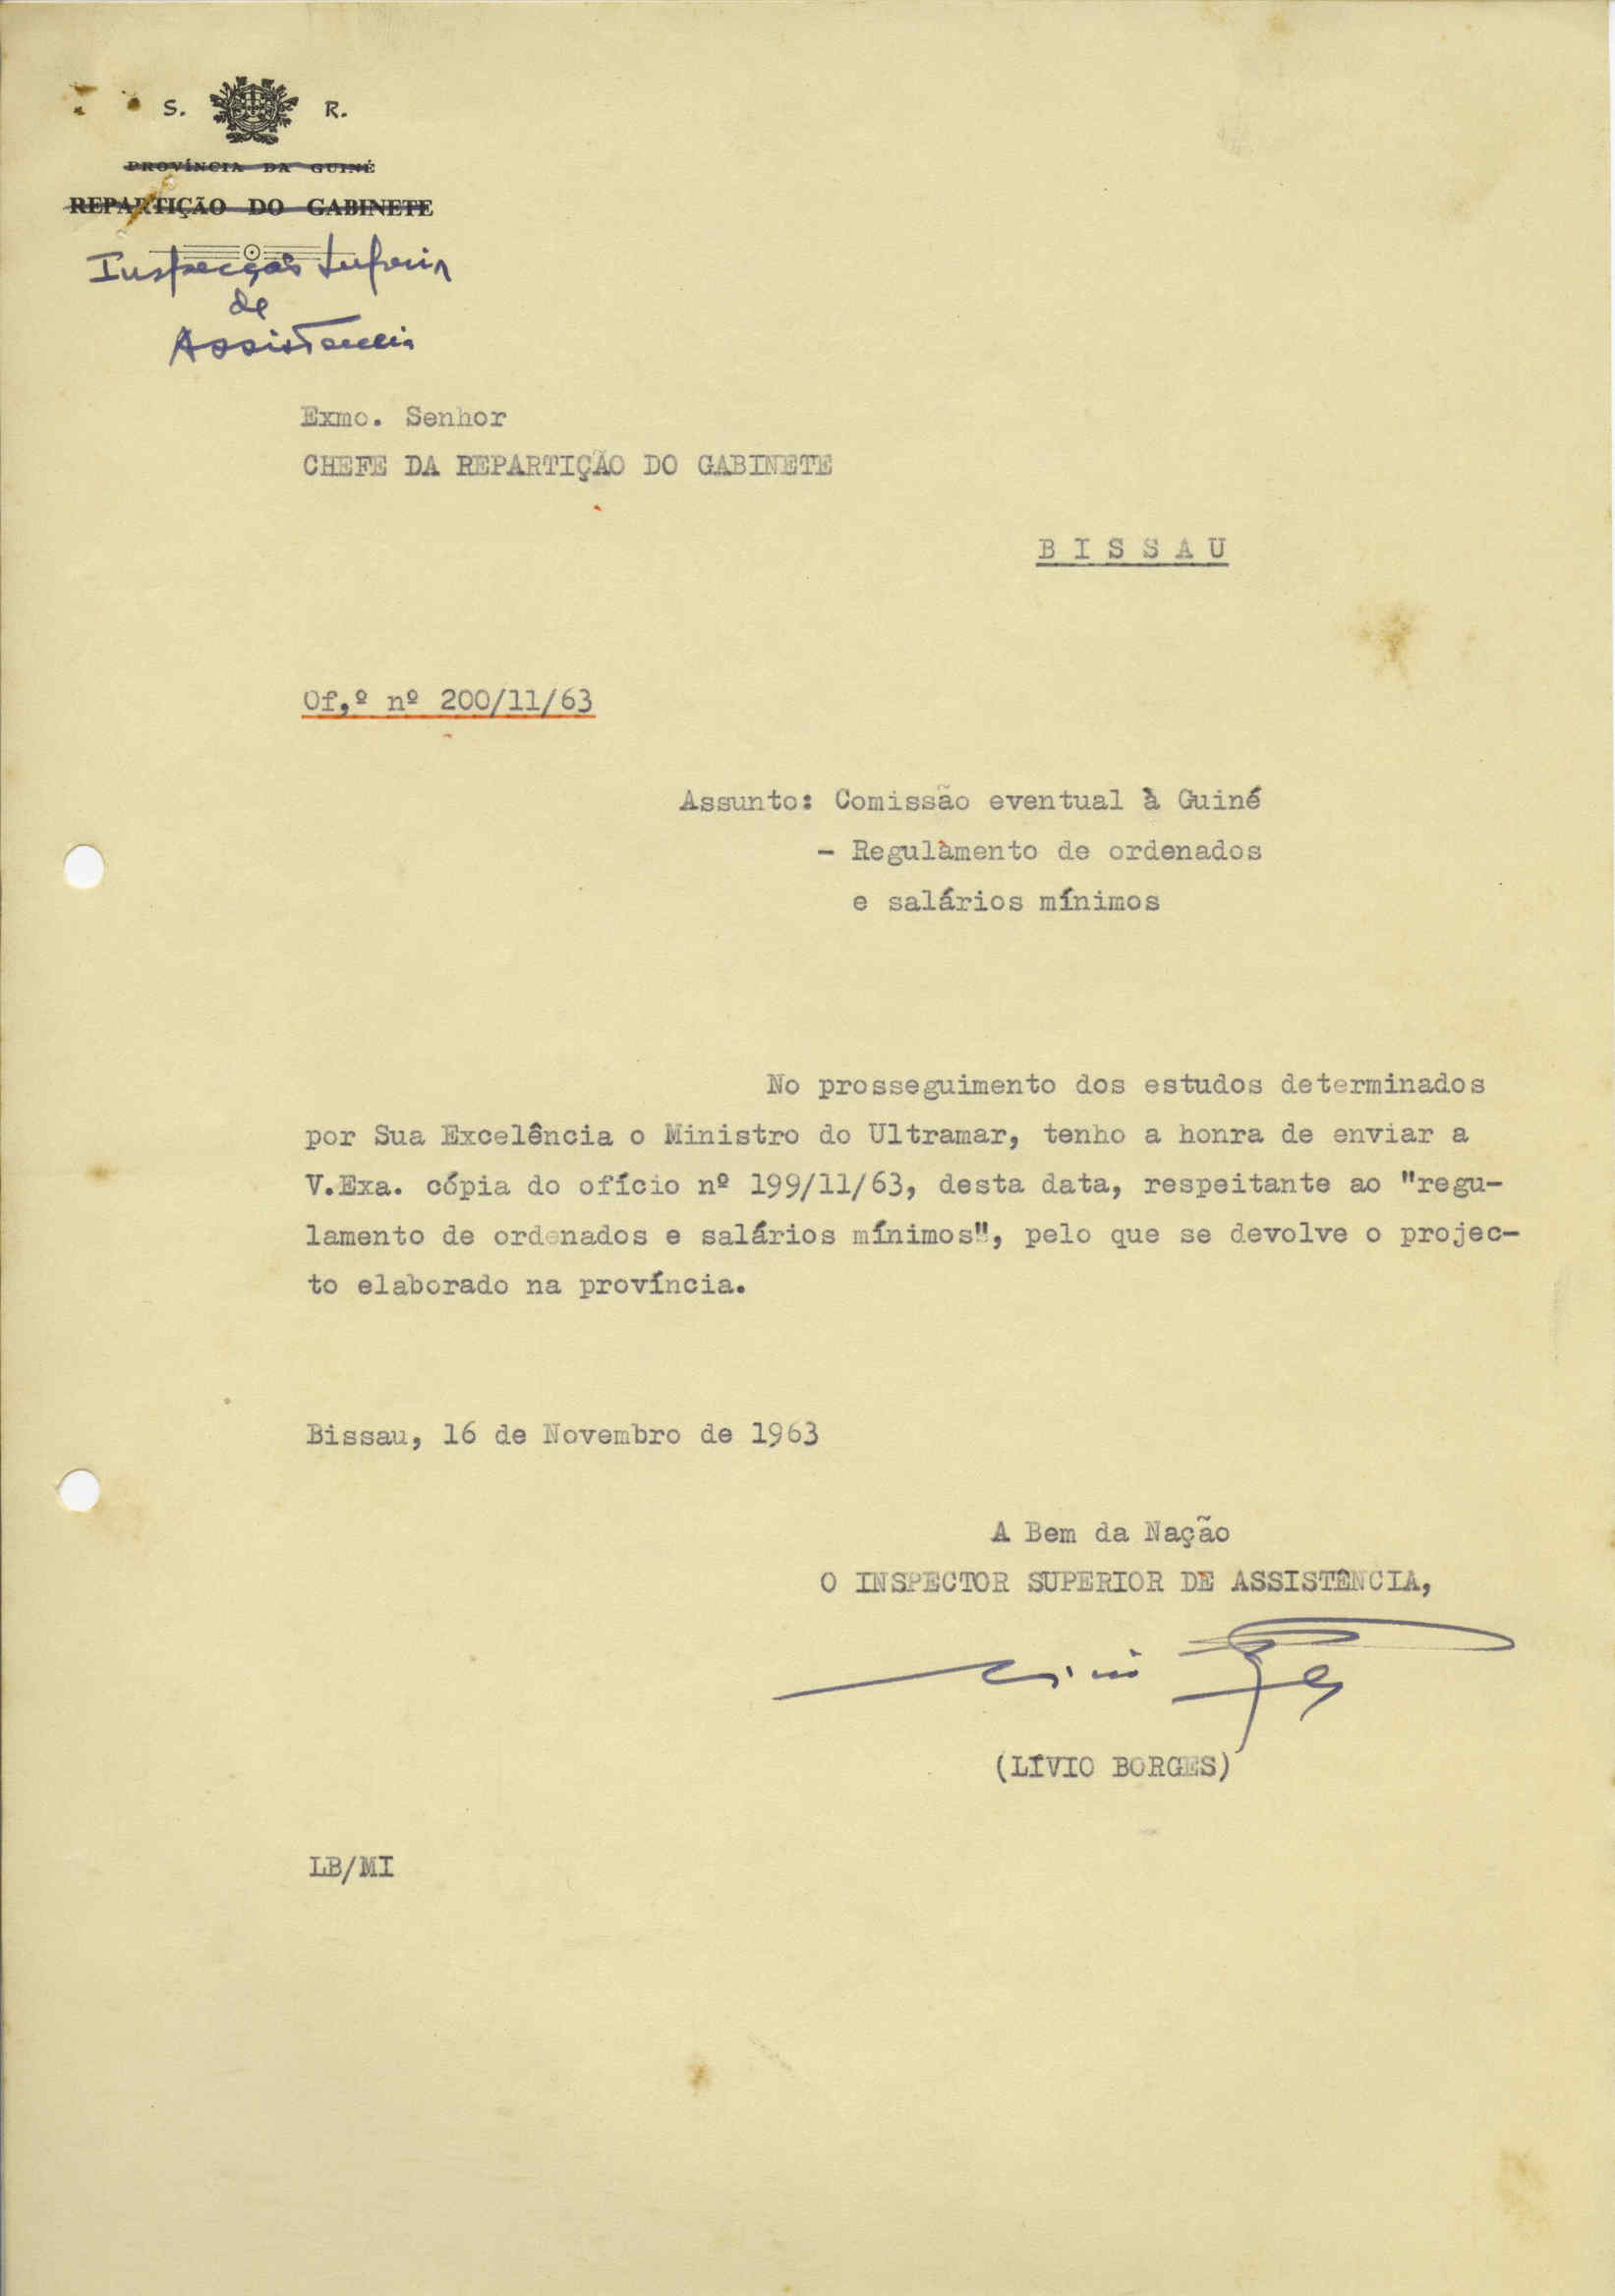 S. R.
PROVÍNCIA DA GUINÉ
REPARTIÇÃO DO GABINETE
Inspecção Superior
de
Assistencia
Exmo. Senhor
CHEFE DA REPARTIÇÃO DO GABINETE
B I S S A U
Of,º nº 200/11/63
Assunto: Comissão eventual à Guiné
- Regulamento de ordenados
e salários mínimos
No prosseguimento dos estudos determinados
por Sua Excelência o Ministro do Ultramar, tenho a honra de enviar a
V.Exa. cópia do ofício nº 199/11/63, desta data, respeitante ao "regu-
lamento de ordenados e salários mínimos", pelo que se devolve o projec-
to elaborado na província.
Bissau, 16 de Novembro de 1963
A Bem da Nação
O INSPECTOR SUPERIOR DE ASSISTÊNCIA,
(LÍVIO BORGES)
LB/MI